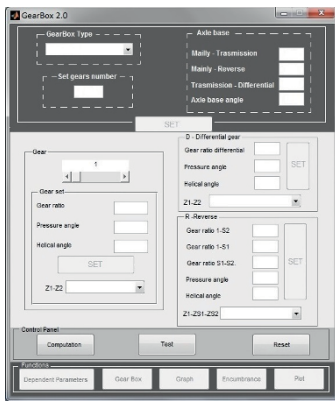 GearBox 2.0
GearBox Type
Set gears number
Axle base
Maily - Trasmission
Mainly - Reverse
Trasmission - Differential
Axle base angle
SET
Gear
1
Gear set
Gear ratio
Pressure angle
Helical angle
SET
Z1-Z2
D - Differential gear
Gear ratio differential
Pressure angle
Helical angle
SET
Z1-Z2
R -Reverse
Gear ratio 1-S2
Gear ratio 1-S1
Gear ratio S1-S2.
Pressure angle
Helical angle
SET
Z1-ZS1-ZS2
Control Panel
Computation
Test
Reset
Functions
Dependent Parameters
Gear Box
Graph
Encumbrance
Plot